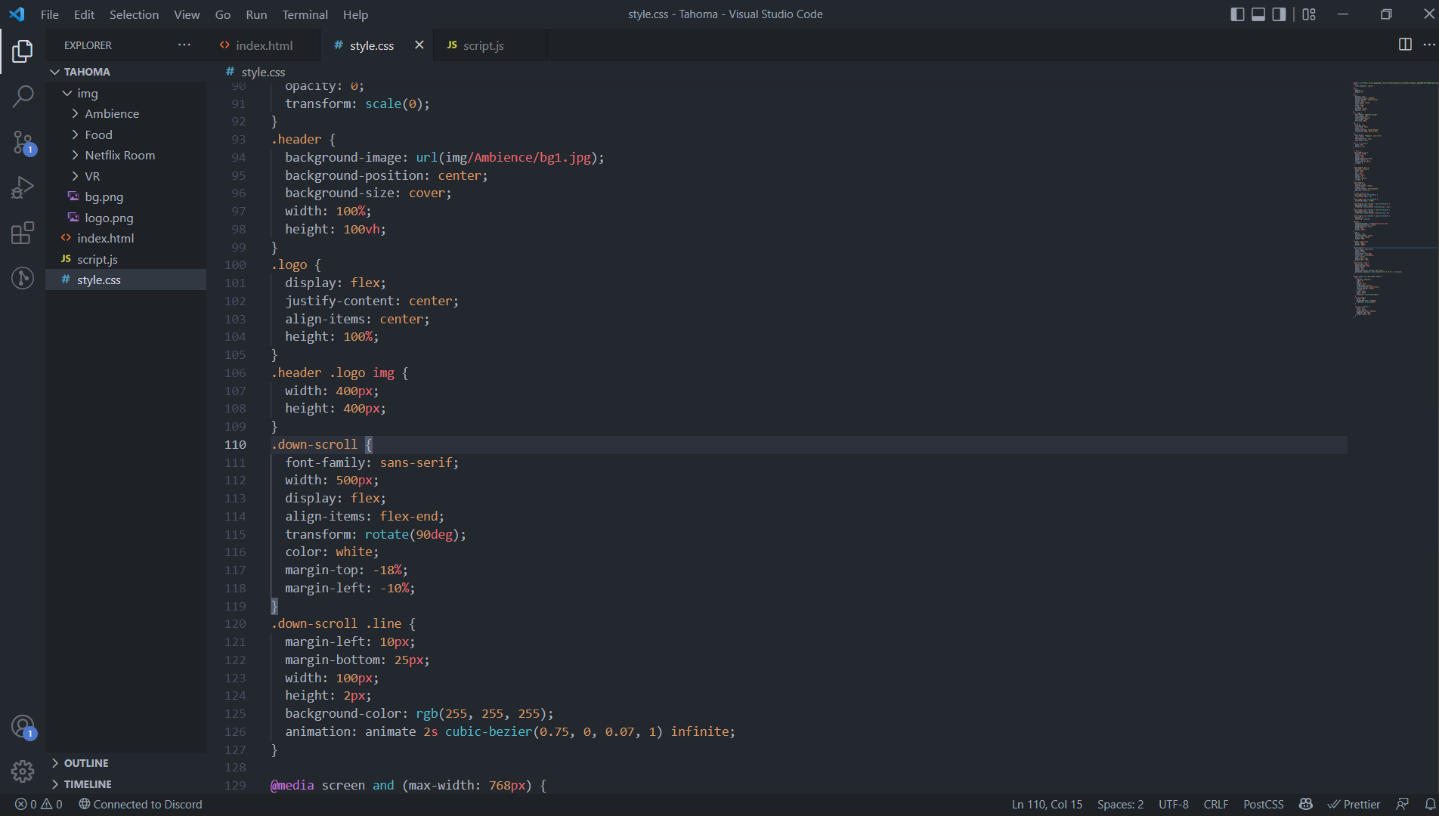 File Edit Selection View Go Run Terminal Help
style.css - Tahoma - Visual Studio Code
EXPLORER
index.html
# style.css
JS script.js
TAHOMA
# style.css
img
Ambience
Food
Netflix Room
VR
bg.png
logo.png
index.html
JS script.js
# style.css
90 opacity: 0;
91 transform: scale(0);
92 }
93 .header {
94 background-image: url(img/Ambience/bg1.jpg);
95 background-position: center;
96 background-size: cover;
97 width: 100%;
98 height: 100vh;
99 }
100 .logo {
101 display: flex;
102 justify-content: center;
103 align-items: center;
104 height: 100%;
105 }
106 .header .logo img {
107 width: 400px;
108 height: 400px;
109 }
110 .down-scroll {
111 font-family: sans-serif;
112 width: 500px;
113 display: flex;
114 align-items: flex-end;
115 transform: rotate(90deg);
116 color: white;
117 margin-top: -18%;
118 margin-left: -10%;
119 }
120 .down-scroll .line {
121 margin-left: 10px;
122 margin-bottom: 25px;
123 width: 100px;
124 height: 2px;
125 background-color: rgb(255, 255, 255);
126 animation: animate 2s cubic-bezier(0.75, 0, 0.07, 1) infinite;
127 }
128
129 @media screen and (max-width: 768px) {
1
1
OUTLINE
TIMELINE
0 0 Connected to Discord
Ln 110, Col 15 Spaces: 2 UTF-8 CRLF PostCSS Prettier